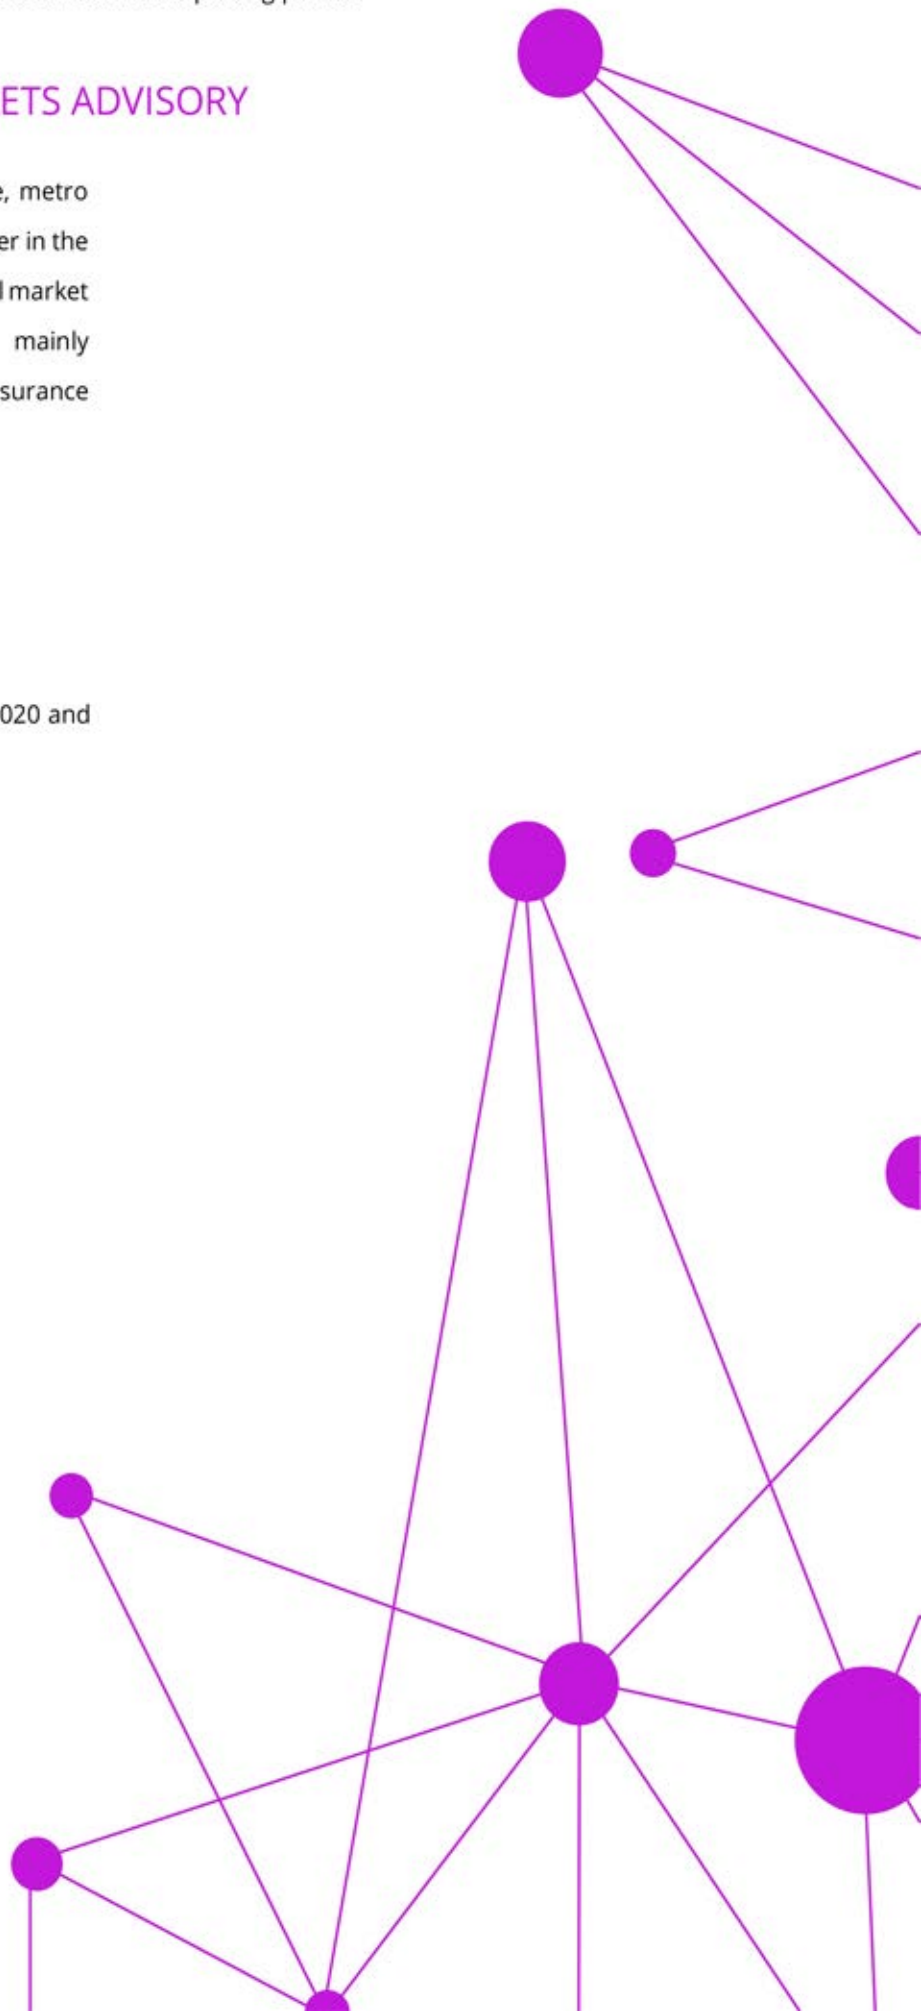 ETS ADVISORY
, metro
er in the
market
mainly
surance
020 and